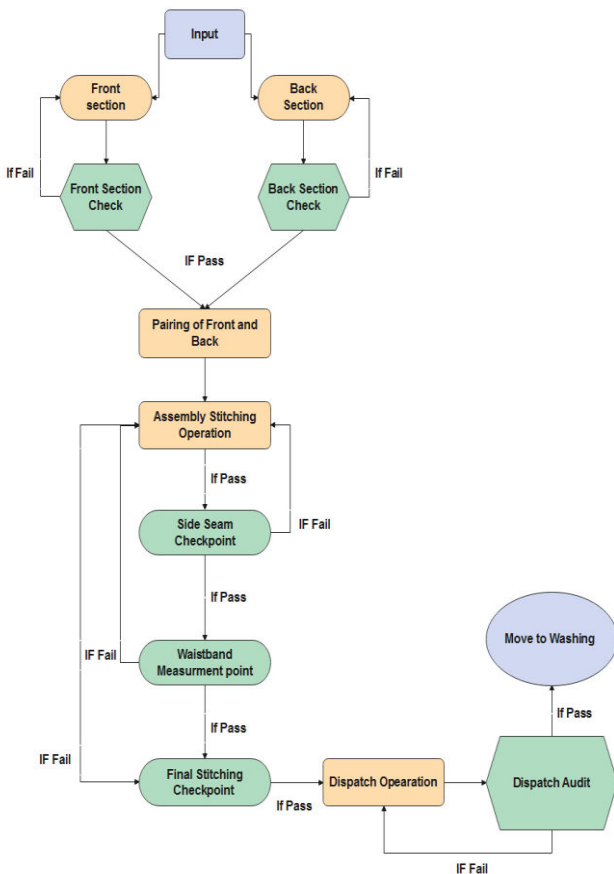 Input
Front
section
Back
Section
If Fail
If Fail
Front Section
Check
Back Section
Check
IF Pass
Pairing of Front and
Back
Assembly Stitching
Operation
If Pass
Side Seam
Checkpoint
IF Fail
If Pass
Move to Washing
IF Fail
Waistband
Measurment point
If Pass
If Pass
IF Fail
Final Stitching
Checkpoint
If Pass
Dispatch Opearation
Dispatch Audit
IF Fail